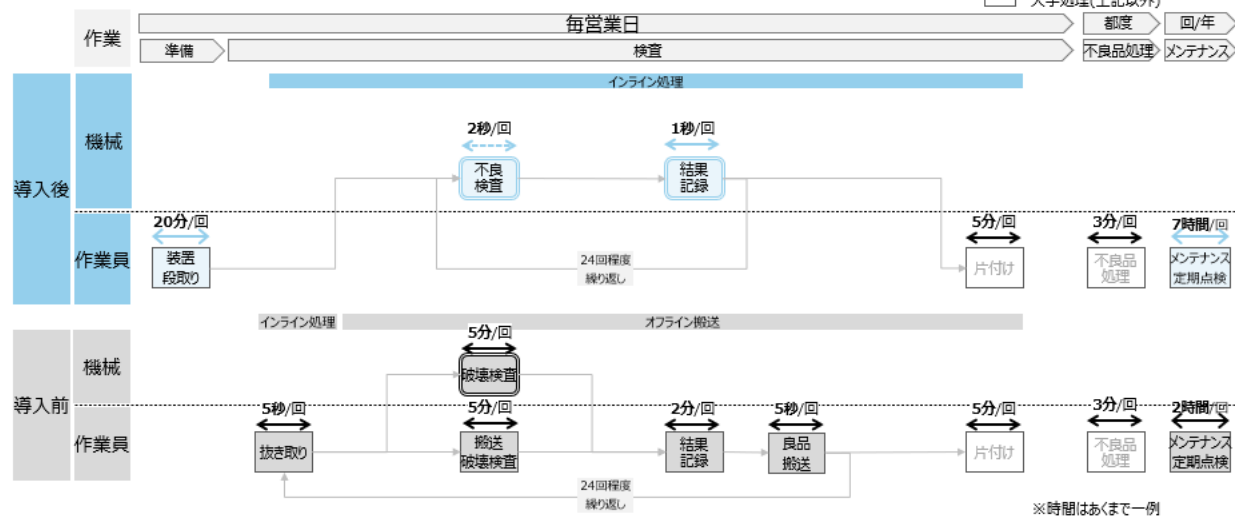 人手処理(上記以外)
作業
毎営業日
都度
回/年
準備
検査
不良品処理
メンテナンス
インライン処理
導入後
機械
2秒/回
1秒/回
不良
検査
結果
記録
作業員
20分/回
5分/回
3分/回
7時間/回
装置
段取り
24回程度
繰り返し
片付け
不良品
処理
メンテナンス
定期点検
インライン処理
オフライン搬送
導入前
機械
5分/回
破壊検査
作業員
5秒/回
5分/回
2分/回
5秒/回
5分/回
3分/回
2時間/回
抜き取り
搬送
破壊検査
結果
記録
良品
搬送
片付け
不良品
処理
メンテナンス
定期点検
24回程度
繰り返し
※時間はあくまで一例